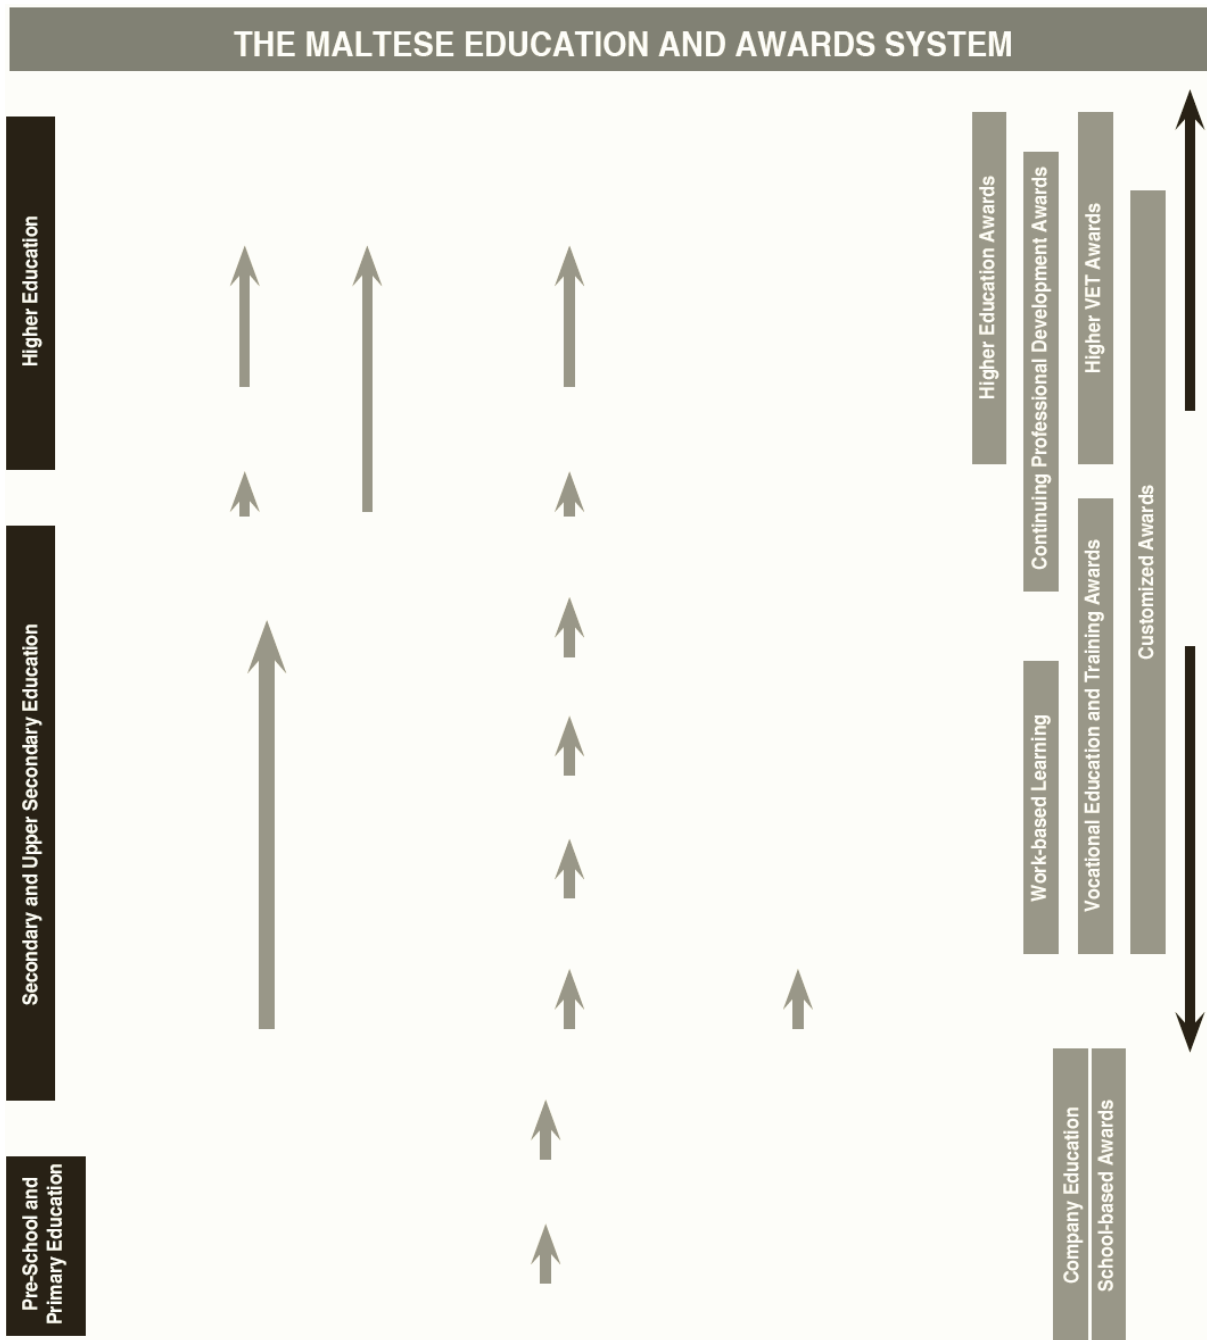 THE MALTESE EDUCATION AND AWARDS SYSTEM
Higher Education
Secondary and Upper Secondary Education
Pre-School and
Primary Education
Higher Education Awards
Continuing Professional Development Awards
Higher VET Awards
Customized Awards
Work-based Learning
Vocational Education and Training Awards
Company Education
School-based Awards